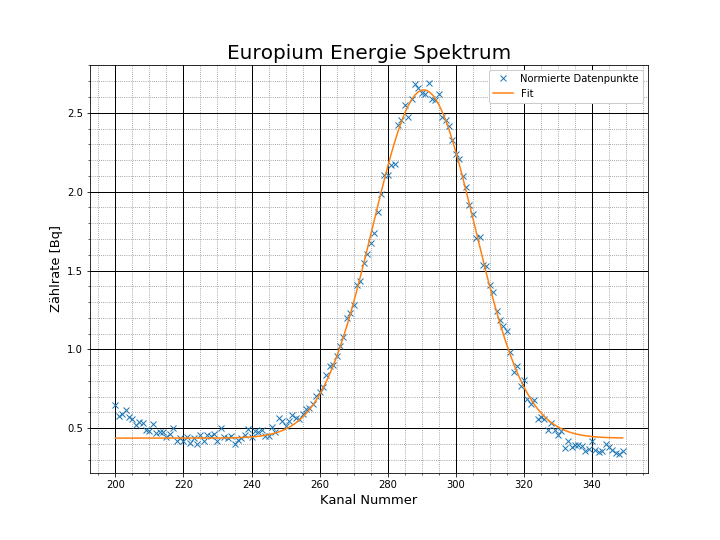 Europium Energie Spektrum
Normierte Datenpunkte
Fit
Zählrate [Bq]
2.5
2.0
1.5
1.0
0.5
200 220 240 260 280 300 320 340
Kanal Nummer